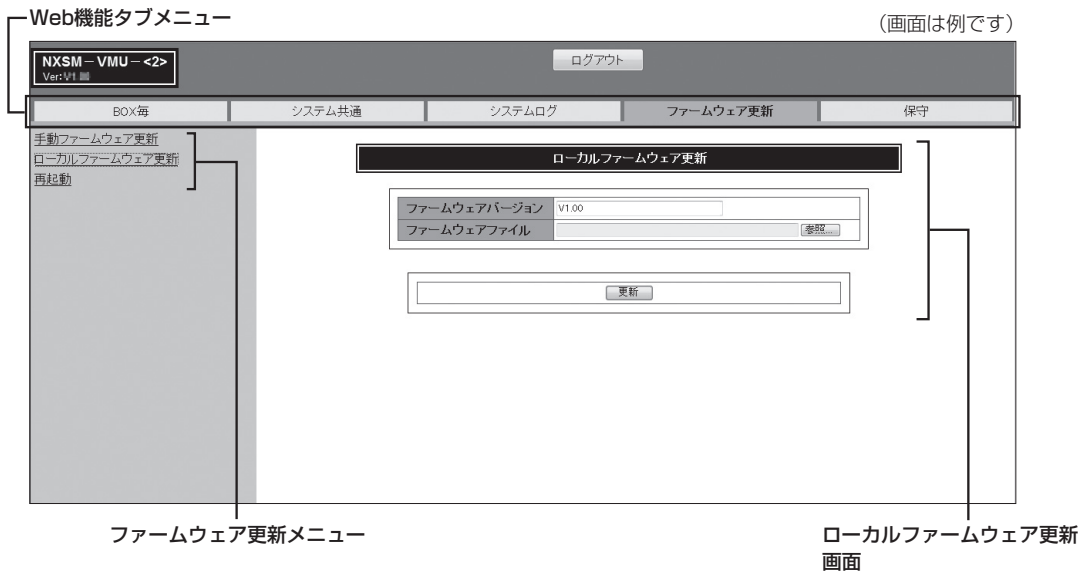 Web機能タブメニュー
（画面は例です）
NXSM－VMU－<2>
Ver:V1
ログアウト
BOX毎
システム共通
システムログ
ファームウェア更新
保守
手動ファームウェア更新
ローカルファームウェア更新
再起動
ローカルファームウェア更新
ファームウェアバージョン
V1.00
ファームウェアファイル
参照...
更新
ファームウェア更新メニュー
ローカルファームウェア更新
画面